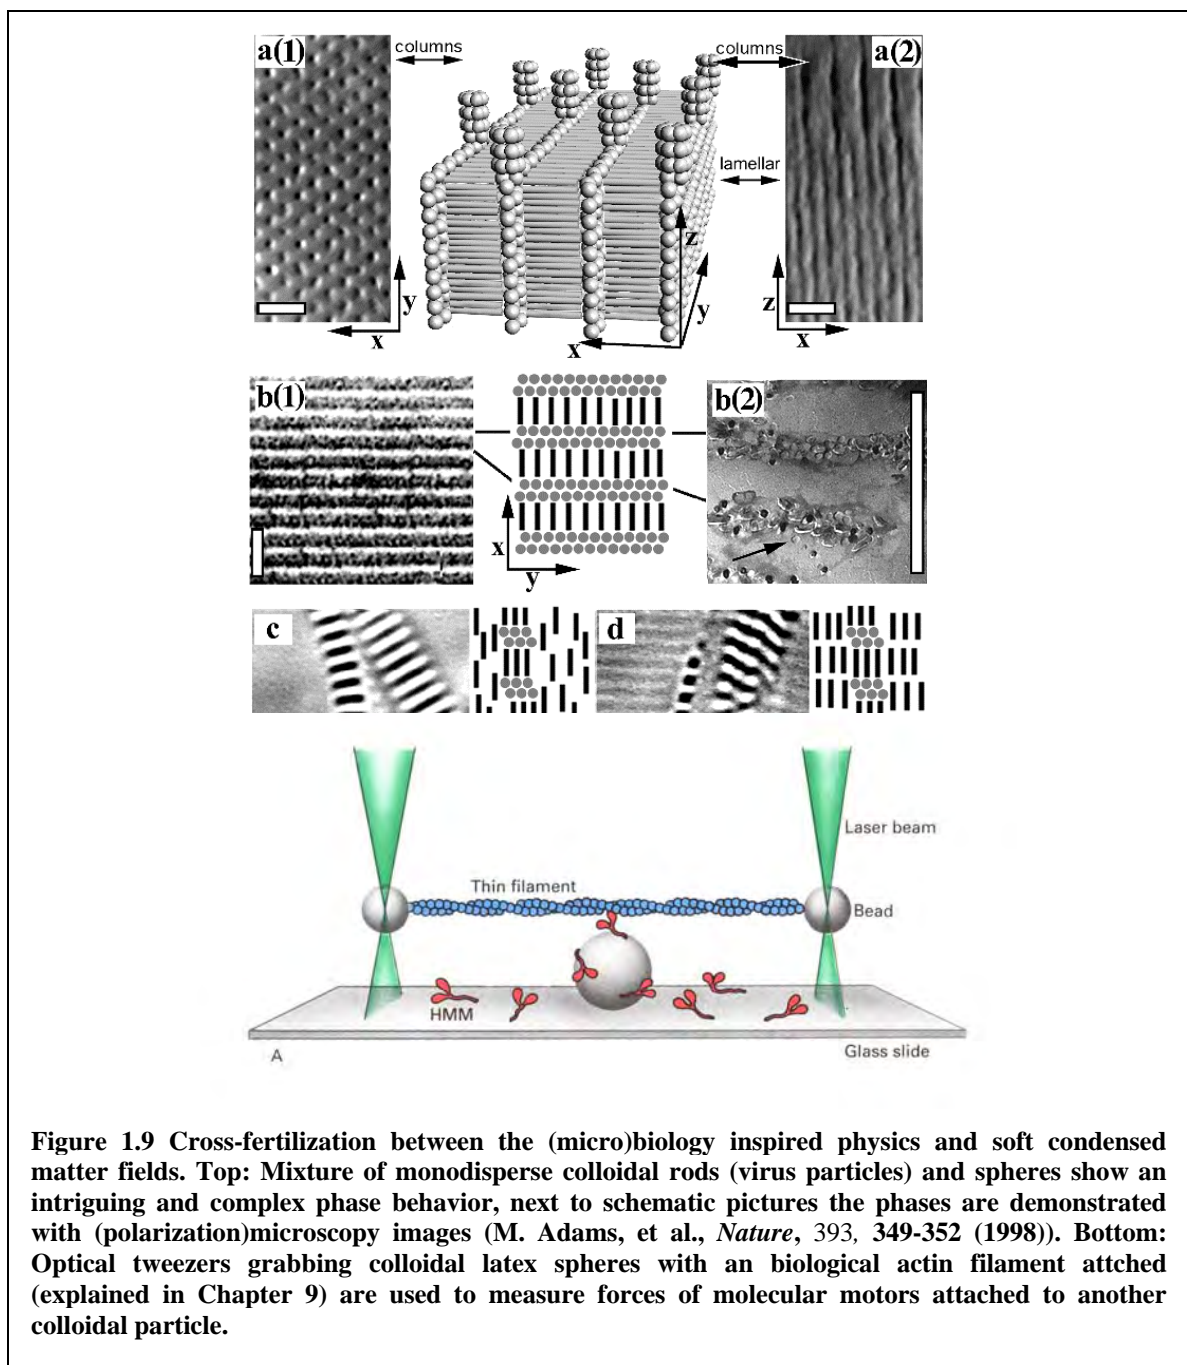 a(1)
columns
columns
a(2)
lamellar
z
y
y
z
x
x
x
b(1)
b(2)
x
y
c
d
Laser beam
Thin filament
Bead
HMM
A
Glass slide
Figure 1.9 Cross-fertilization between the (micro)biology inspired physics and soft condensed
matter fields. Top: Mixture of monodisperse colloidal rods (virus particles) and spheres show an
intriguing and complex phase behavior, next to schematic pictures the phases are demonstrated
with (polarization)microscopy images (M. Adams, et al., Nature, 393, 349-352 (1998)). Bottom:
Optical tweezers grabbing colloidal latex spheres with an biological actin filament attched
(explained in Chapter 9) are used to measure forces of molecular motors attached to another
colloidal particle.